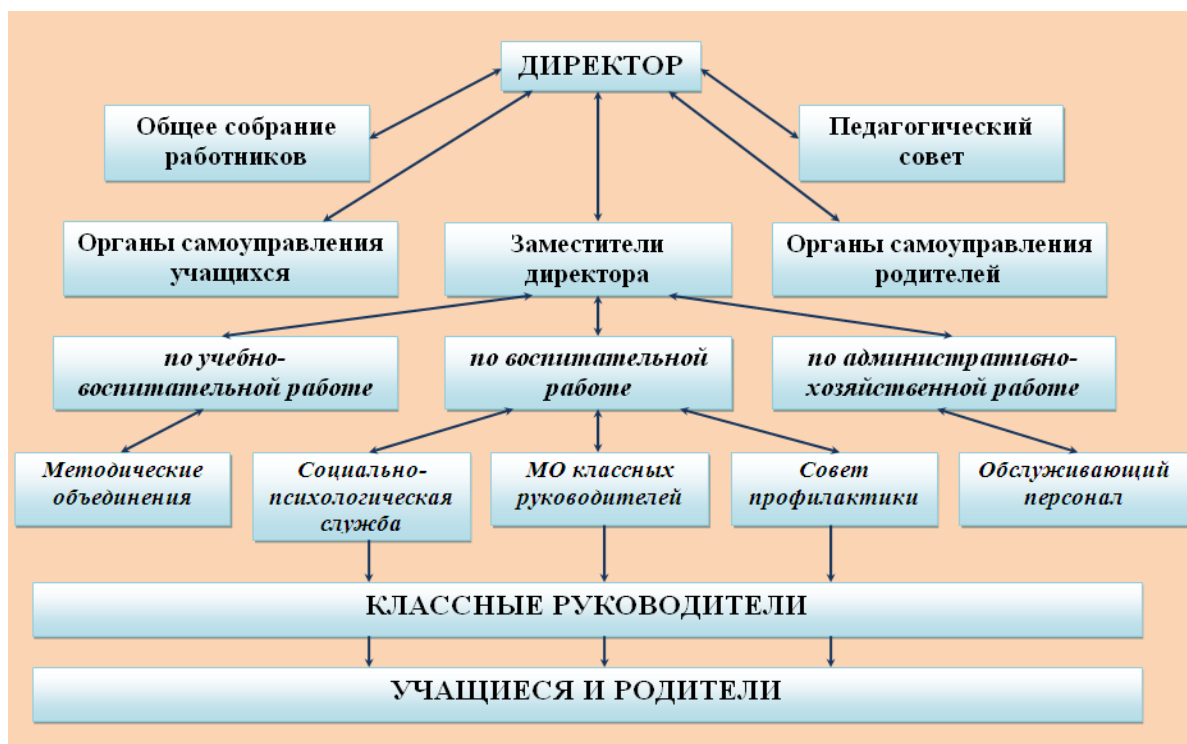 ДИРЕКТОР
Общее собрание
работников
Педагогический
совет
Органы самоуправления
учащихся
Заместители
директора
Органы самоуправления
родителей
по учебно-
воспитательной работе
по воспитательной
работе
по административно-
хозяйственной работе
Методические
объединения
Социально-
психологическая
служба
МО классных
руководителей
Совет
профилактики
Обслуживающий
персонал
КЛАССНЫЕ РУКОВОДИТЕЛИ
УЧАЩИЕСЯ И РОДИТЕЛИ